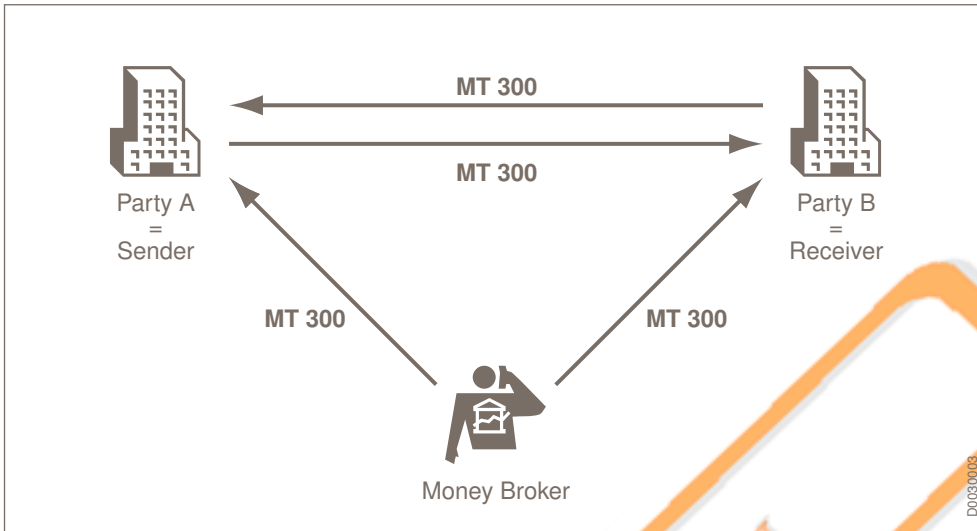 MT 300
MT 300
Party A
=
Sender
Party B
=
Receiver
MT 300
MT 300
Money Broker
D0030003